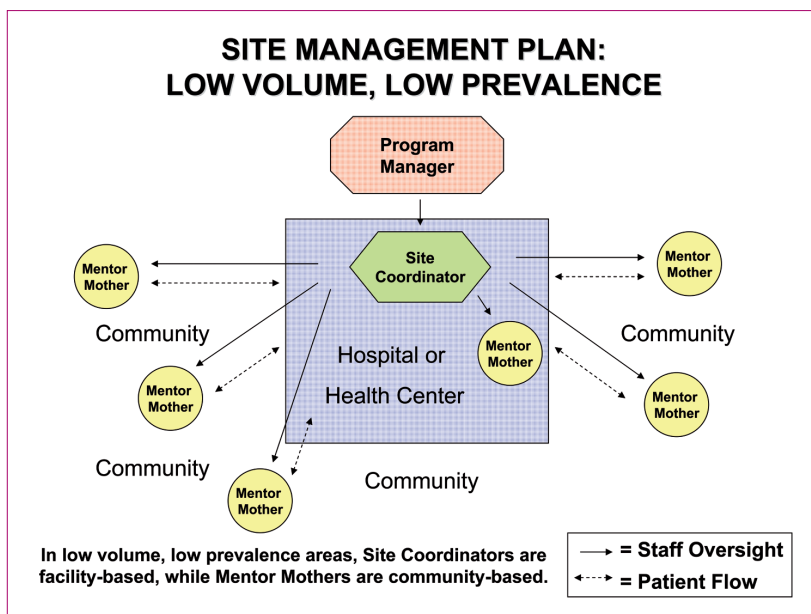 SITE MANAGEMENT PLAN:
LOW VOLUME, LOW PREVALENCE
Program
Manager
Site
Coordinator
Mentor
Mother
Mentor
Mother
Community
Community
Hospital or
Health Center
Mentor
Mother
Mentor
Mother
Mentor
Mother
Community
Community
Mentor
Mother
In low volume, low prevalence areas, Site Coordinators are
facility-based, while Mentor Mothers are community-based.
= Staff Oversight
= Patient Flow